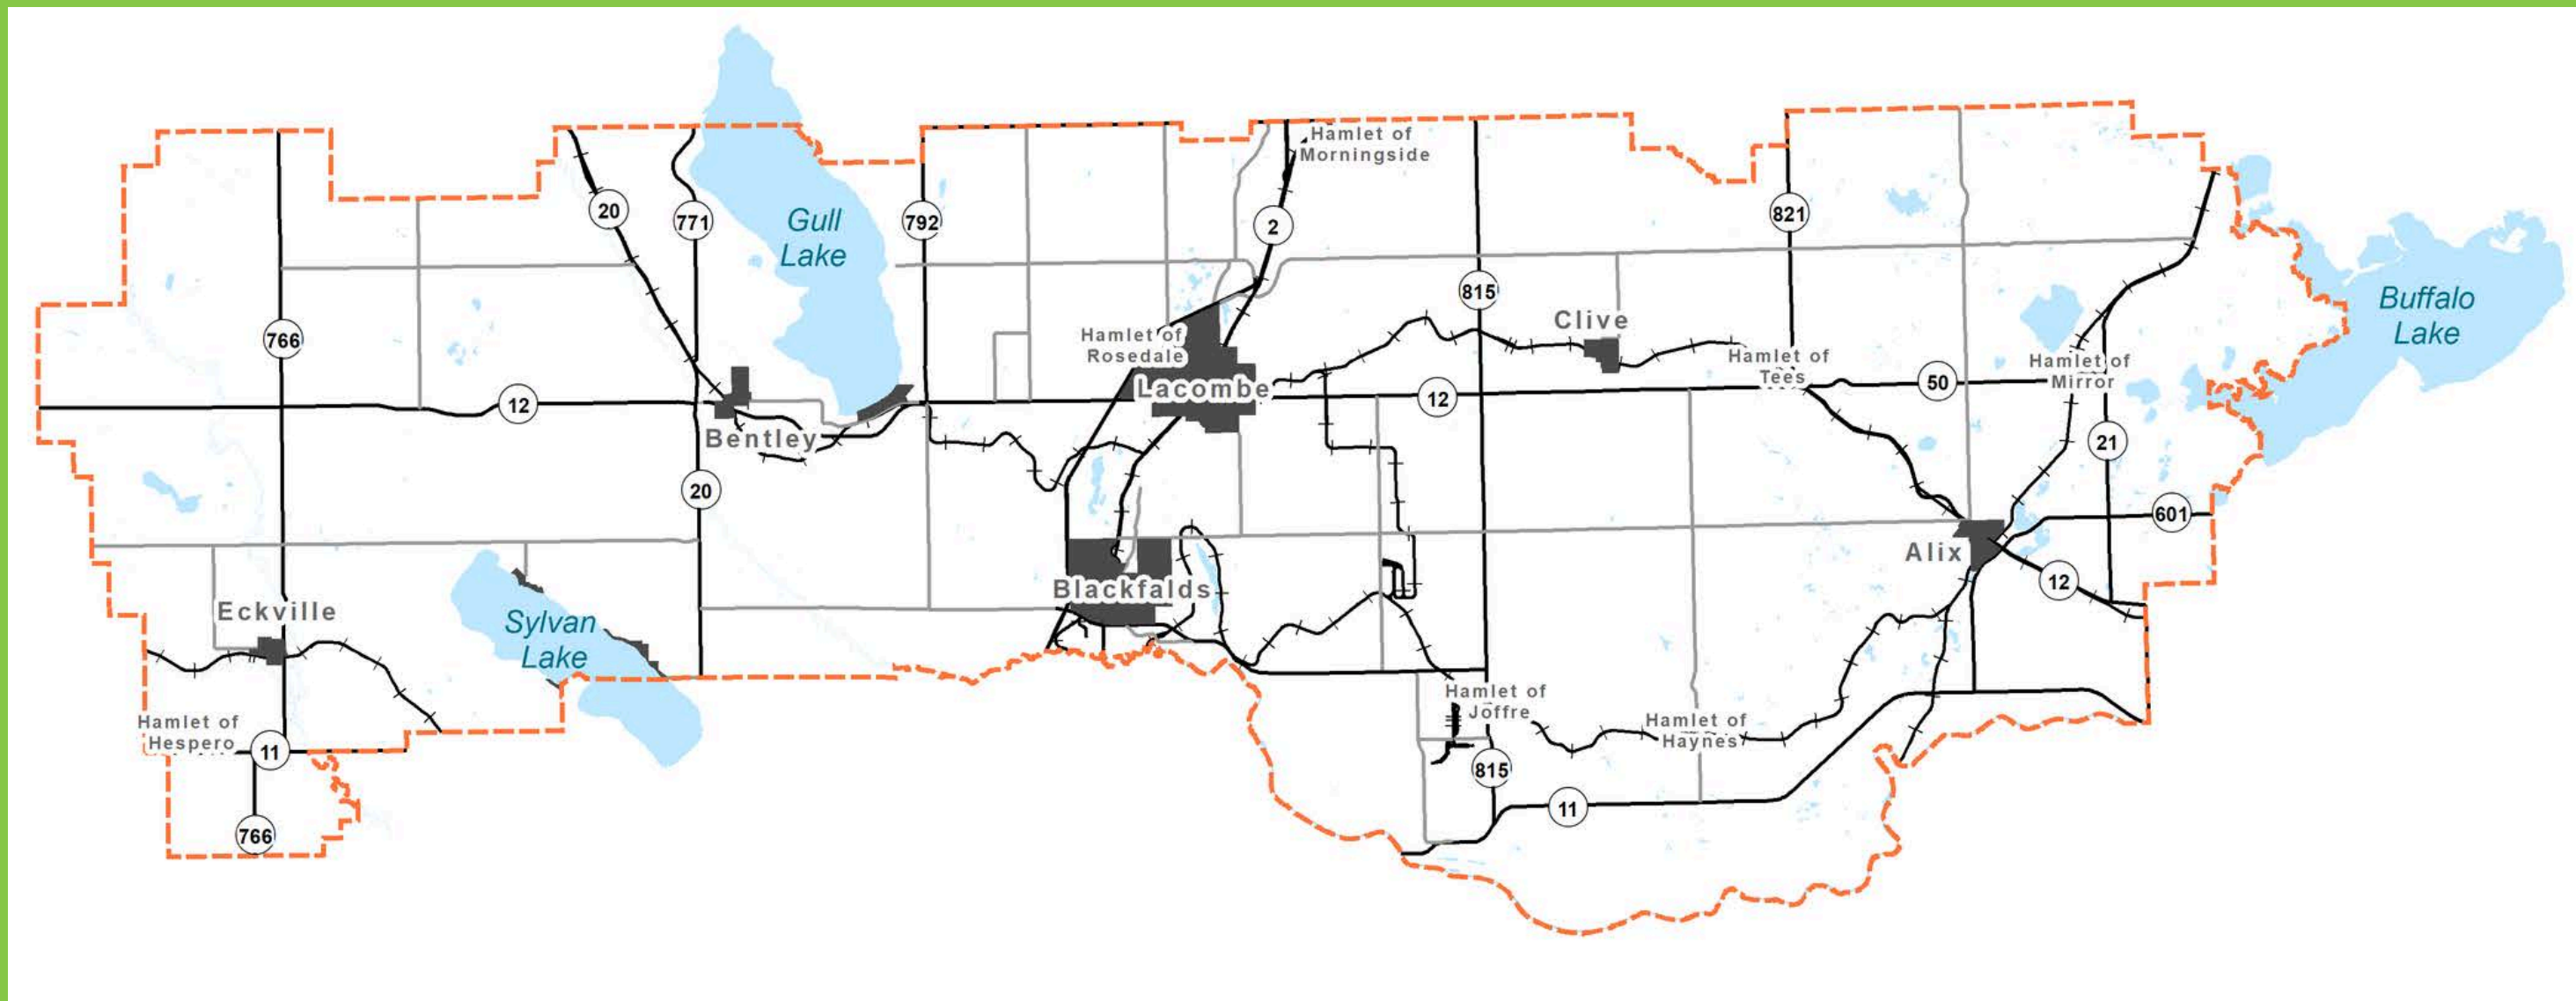 Hamlet of
Morningside
20
771
Gull
Lake
792
2
821
815
766
Buffalo
Lake
Clive
Hamlet of
Rosedale
Hamlet of
Tees
Hamlet of
Mirror
Lacombe
50
12
12
Bentley
21
20
601
Alix
12
Blackfalds
Eckville
Sylvan
Lake
Hamlet of
Joffre
Hamlet of
Hespero
11
Hamlet of
Haynes
815
11
766